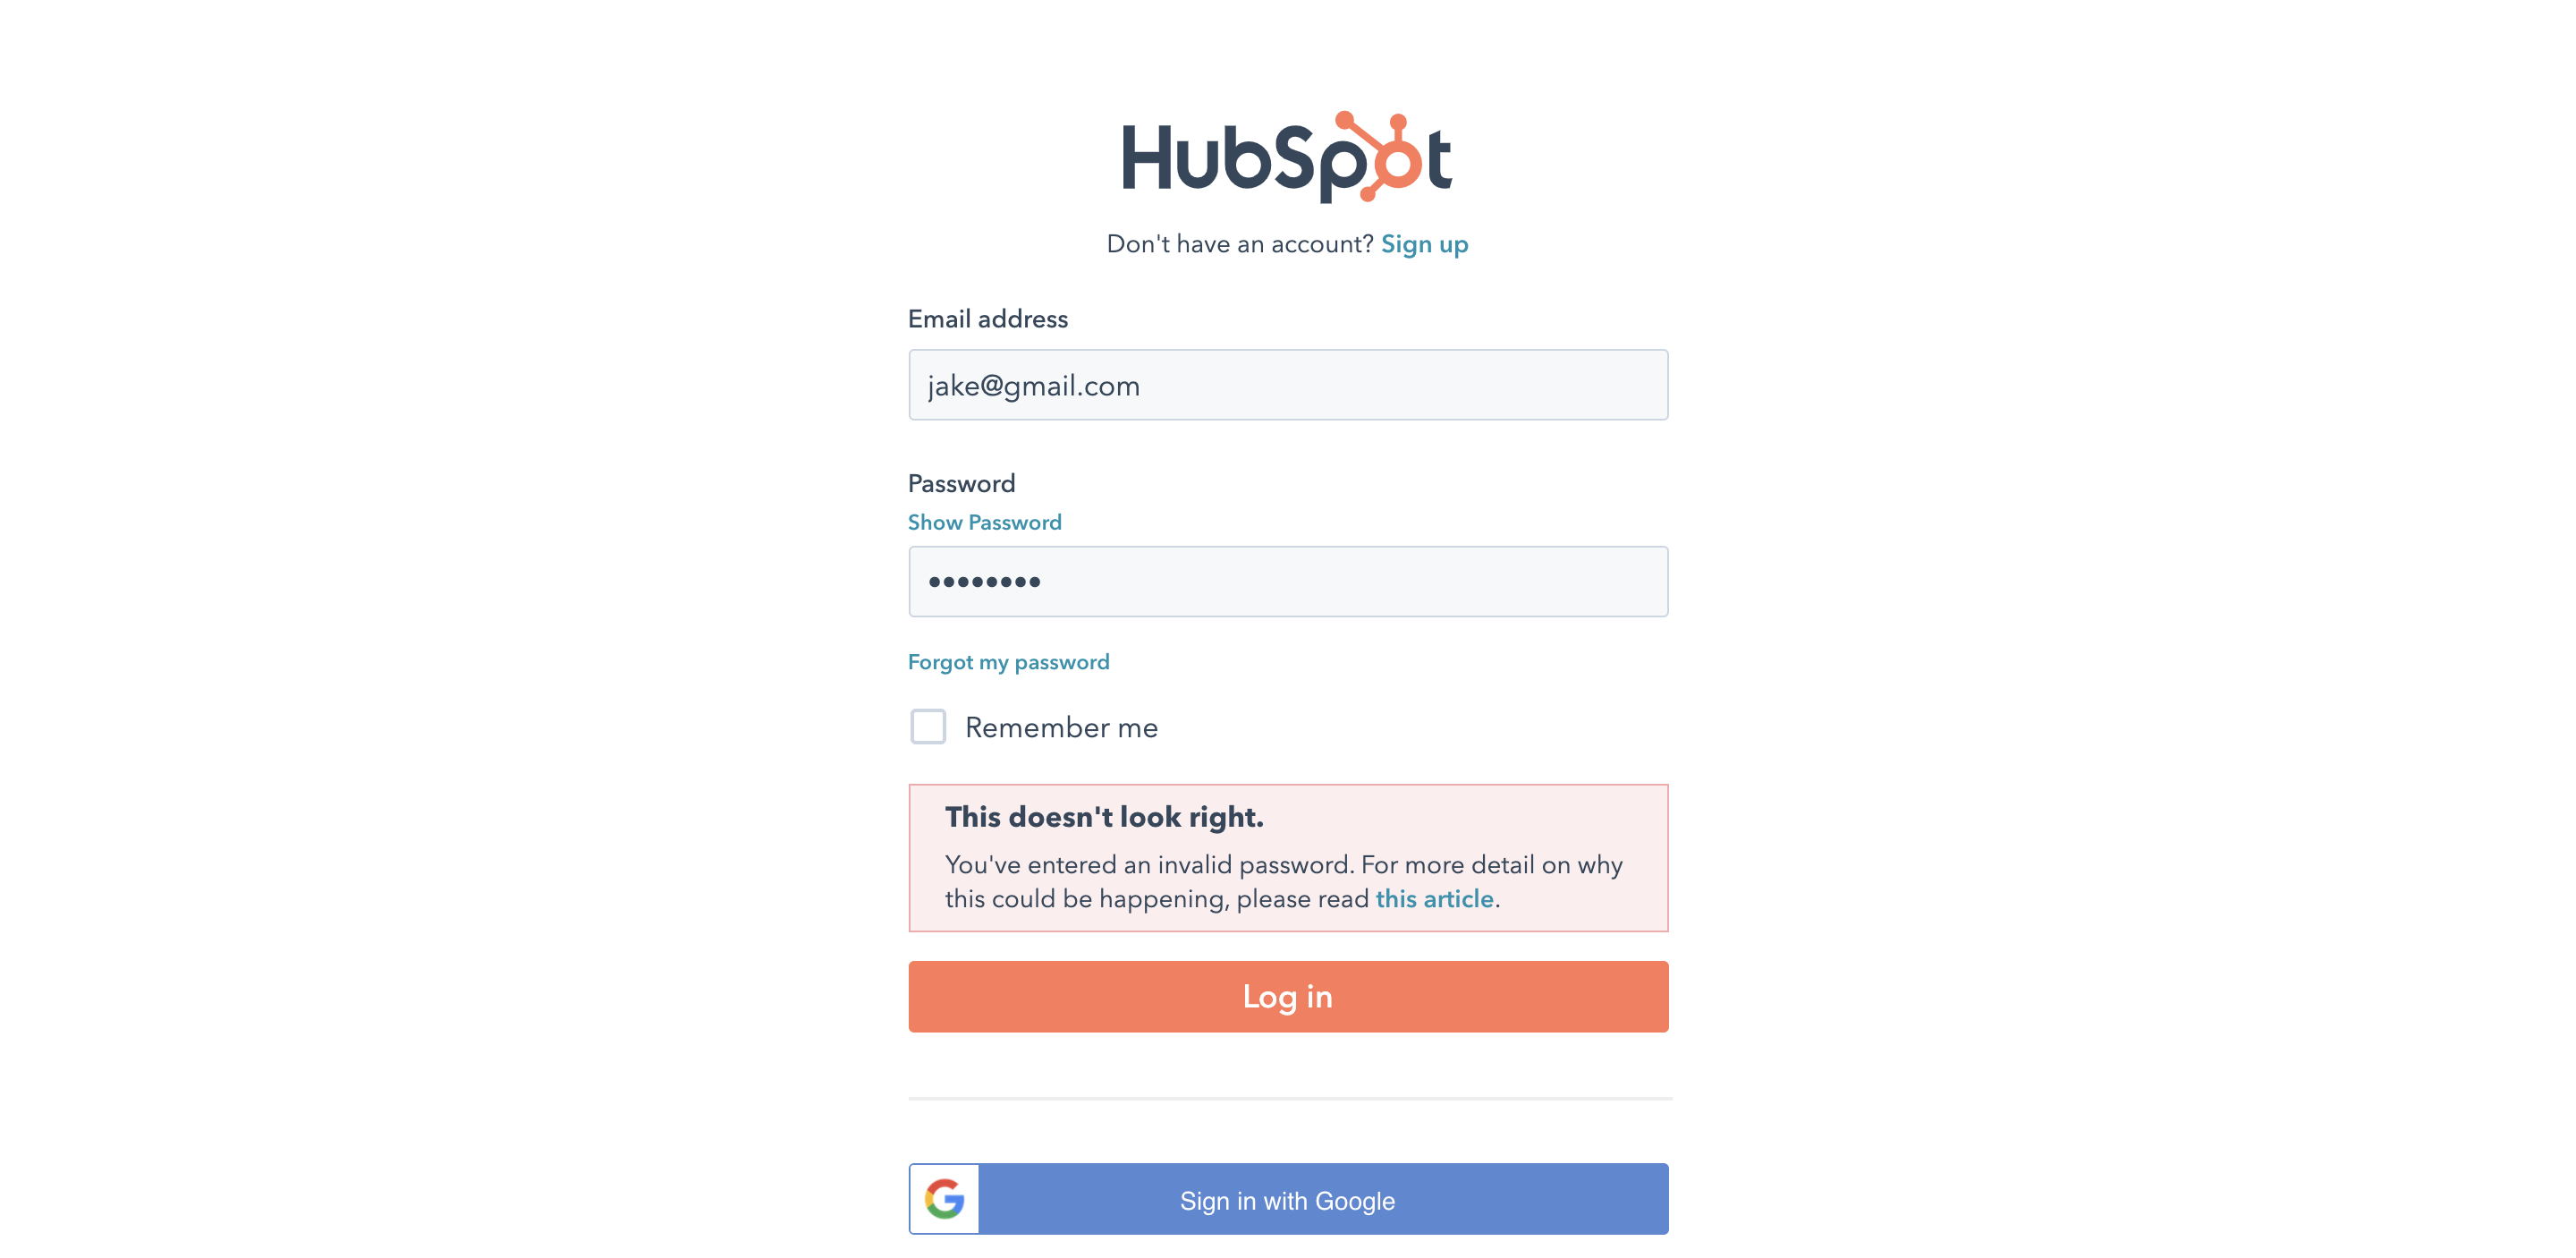 HubSpot
Don't have an account? Sign up
Email address
jake@gmail.com
Password
Show Password
••••••••
Forgot my password
Remember me
This doesn't look right.
You've entered an invalid password. For more detail on why
this could be happening, please read this article.
Log in
Sign in with Google